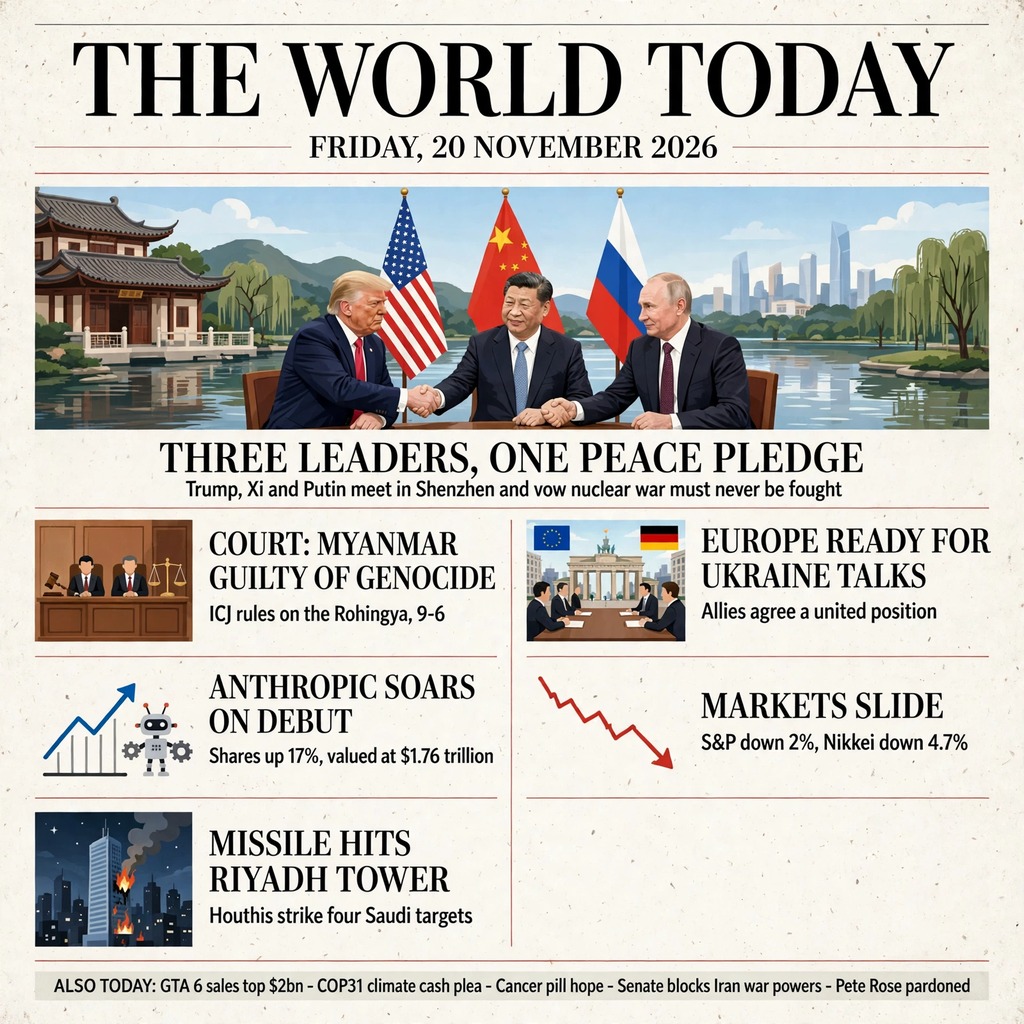 THE WORLD TODAY
FRIDAY, 20 NOVEMBER 2026
THREE LEADERS, ONE PEACE PLEDGE
Trump, Xi and Putin meet in Shenzhen and vow nuclear war must never be fought
COURT: MYANMAR
GUILTY OF GENOCIDE
ICJ rules on the Rohingya, 9-6
EUROPE READY FOR
UKRAINE TALKS
Allies agree a united position
ANTHROPIC SOARS
ON DEBUT
Shares up 17%, valued at $1.76 trillion
MARKETS SLIDE
S&P down 2%, Nikkei down 4.7%
MISSILE HITS
RIYADH TOWER
Houthis strike four Saudi targets
ALSO TODAY: GTA 6 sales top $2bn – COP31 climate cash plea – Cancer pill hope – Senate blocks Iran war powers – Pete Rose pardoned